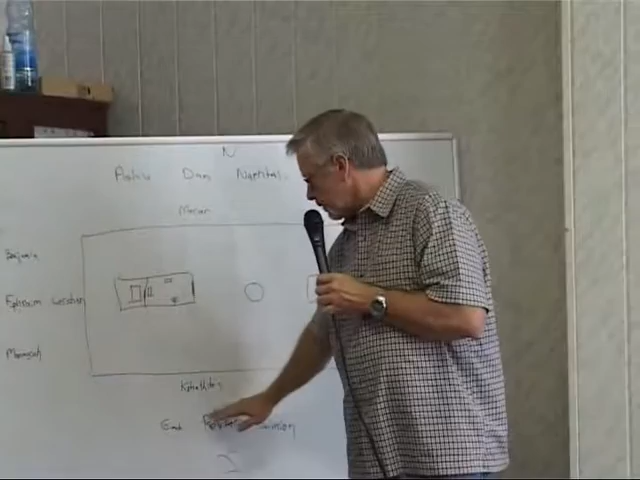 N
Dan Naphtali
Merari
Benjamin
Ephraim Gershon
Manasseh
Kohathites
Gad Simeon